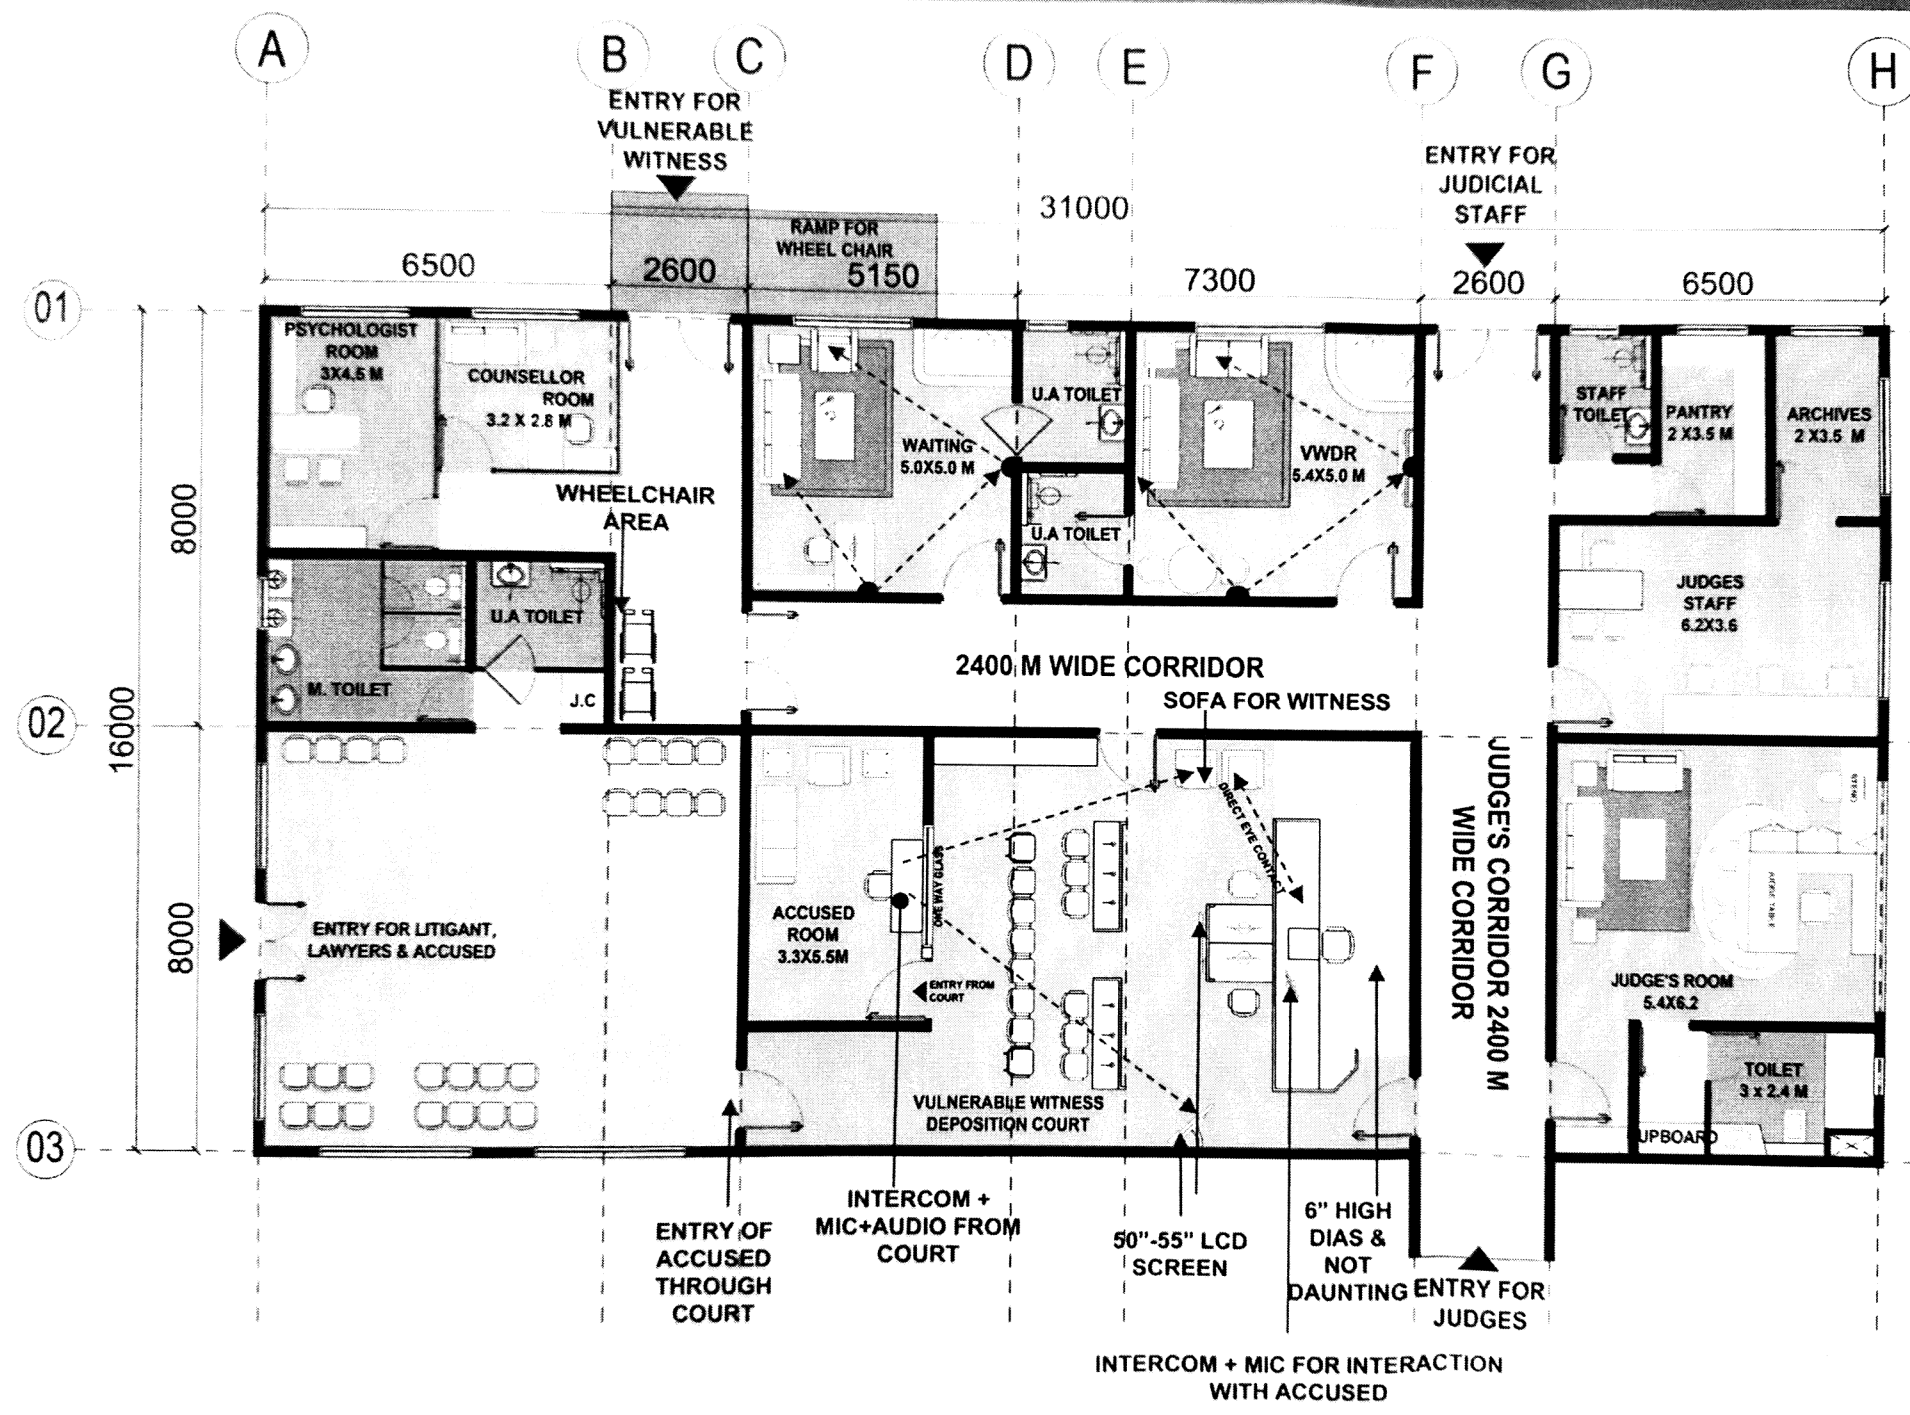 A
B
C
D
E
F
G
H
ENTRY FOR
VULNERABLE
WITNESS
ENTRY FOR
JUDICIAL
STAFF
31000
RAMP FOR
WHEEL CHAIR
6500
2600
5150
7300
2600
6500
01
PSYCHOLOGIST
ROOM
3X4.5 M
COUNSELLOR
ROOM
3.2 X 2.8 M
WAITING
5.0X5.0 M
U.A TOILET
VWDR
5.4X5.0 M
STAFF
TOILET
PANTRY
2 X3.5 M
ARCHIVES
2 X3.5 M
WHEELCHAIR
AREA
U.A TOILET
8000
JUDGES
STAFF
6.2X3.6
U.A TOILET
M. TOILET
J.C
2400 M WIDE CORRIDOR
SOFA FOR WITNESS
02
16000
DIRECT EYE CONTACT
JUDGE'S CORRIDOR 2400 M
WIDE CORRIDOR
ONE WAY GLASS
8000
ENTRY FOR LITIGANT,
LAWYERS & ACCUSED
ACCUSED
ROOM
3.3X5.5M
ENTRY FROM
COURT
JUDGE'S ROOM
5.4X6.2
TOILET
3 x 2.4 M
VULNERABLE WITNESS
DEPOSITION COURT
UPBOARD
03
ENTRY OF
ACCUSED
THROUGH
COURT
INTERCOM +
MIC+AUDIO FROM
COURT
50"-55" LCD
SCREEN
6" HIGH
DIAS &
NOT
DAUNTING
ENTRY FOR
JUDGES
INTERCOM + MIC FOR INTERACTION
WITH ACCUSED